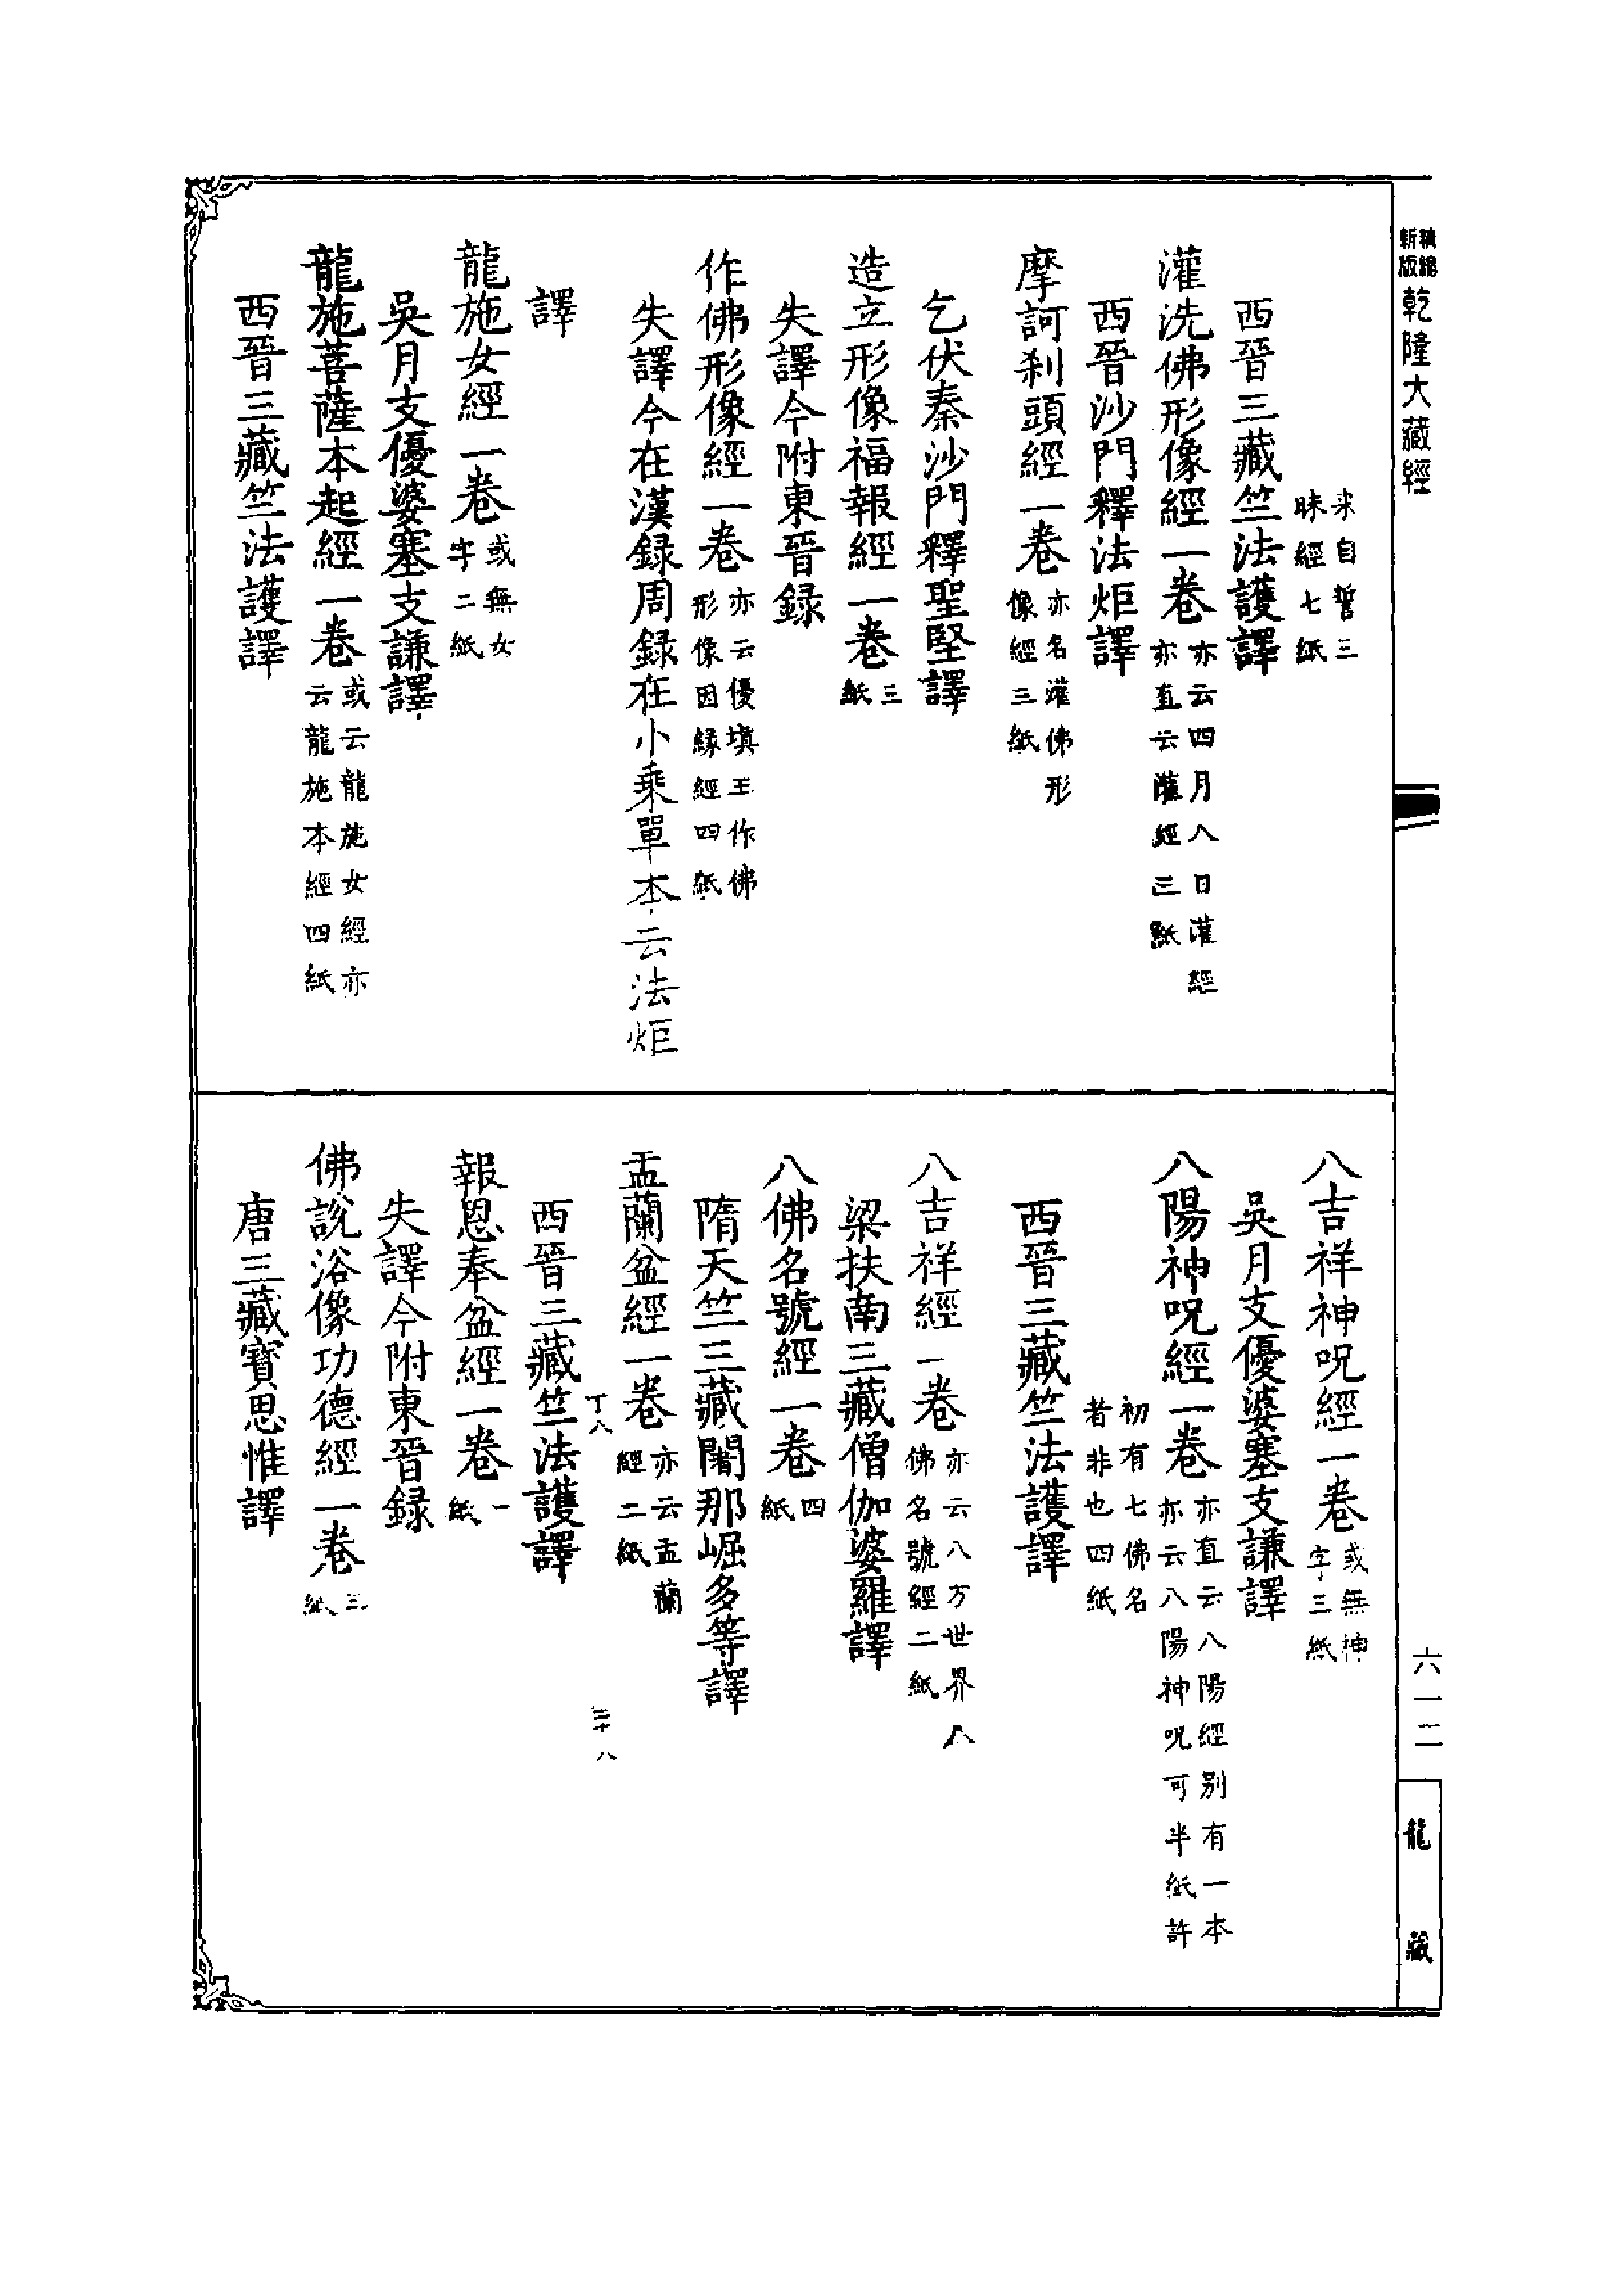 精縮
新版
乾隆大藏經
来自誓三
昧經七紙
西晉三藏竺法護譯
灌洗佛形像經一卷
亦云四月八日灌經
亦直云灌經三紙
西晉沙門釋法炬譯
摩訶刹頭經一卷
亦名灌佛形
像經三紙
乞伏秦沙門釋聖堅譯
造立形像福報經一卷
三
紙
失譯今附東晉録
作佛形像經一卷
亦云優填王作佛
形像因緣經四紙
失譯今在漢録周録在小乘單本云法炬
譯
龍施女經一卷
或無女
字二紙
吳月支優婆塞支謙譯
龍施菩薩本起經一卷
或云龍施女經亦
云龍施本經四紙
西晉三藏竺法護譯
八吉祥神呪經一卷
或無神
字三紙
吳月支優婆塞支謙譯
八陽神呪經一卷
亦直云八陽經别有一本
亦云八陽神呪可半紙許
初有七佛名
者非也四紙
西晉三藏竺法護譯
八吉祥經一卷
亦云八方世界八
佛名號經二紙
梁扶南三藏僧伽婆羅譯
八佛名號經一卷
四
紙
隋天竺三藏闍那崛多等譯
盂蘭盆經一卷
亦云盂蘭
經二紙
丁八
三十八
西晉三藏竺法護譯
報恩奉盆經一卷
一
紙
失譯今附東晉録
佛說浴像功德經一卷
三
紙
唐三藏寶思惟譯
六一二
龍藏